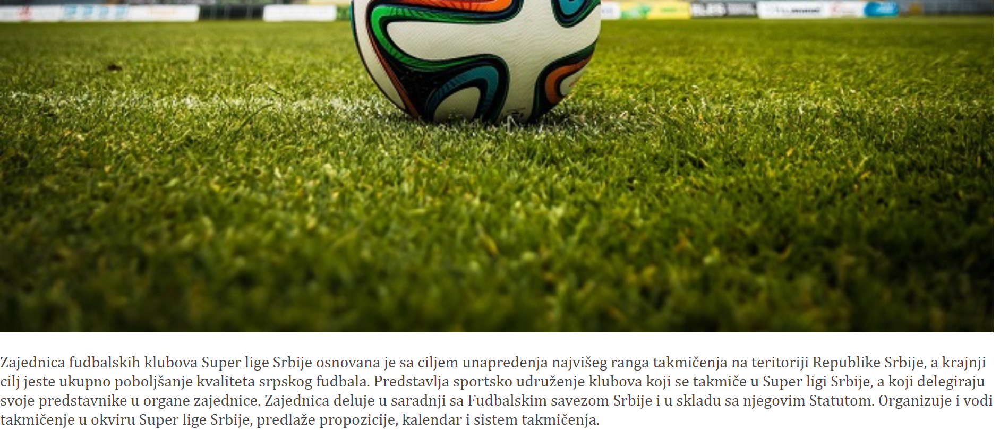 Zajednica fudbalskih klubova Super lige Srbije osnovana je sa ciljem unapređenja najvišeg ranga takmičenja na teritoriji Republike Srbije, a krajnji
cilj jeste ukupno poboljšanje kvaliteta srpskog fudbala. Predstavlja sportsko udruženje klubova koji se takmiče u Super ligi Srbije, a koji delegiraju
svoje predstavnike u organe zajednice. Zajednica deluje u saradnji sa Fudbalskim savezom Srbije i u skladu sa njegovim Statutom. Organizuje i vodi
takmičenje u okviru Super lige Srbije, predlaže propozicije, kalendar i sistem takmičenja.